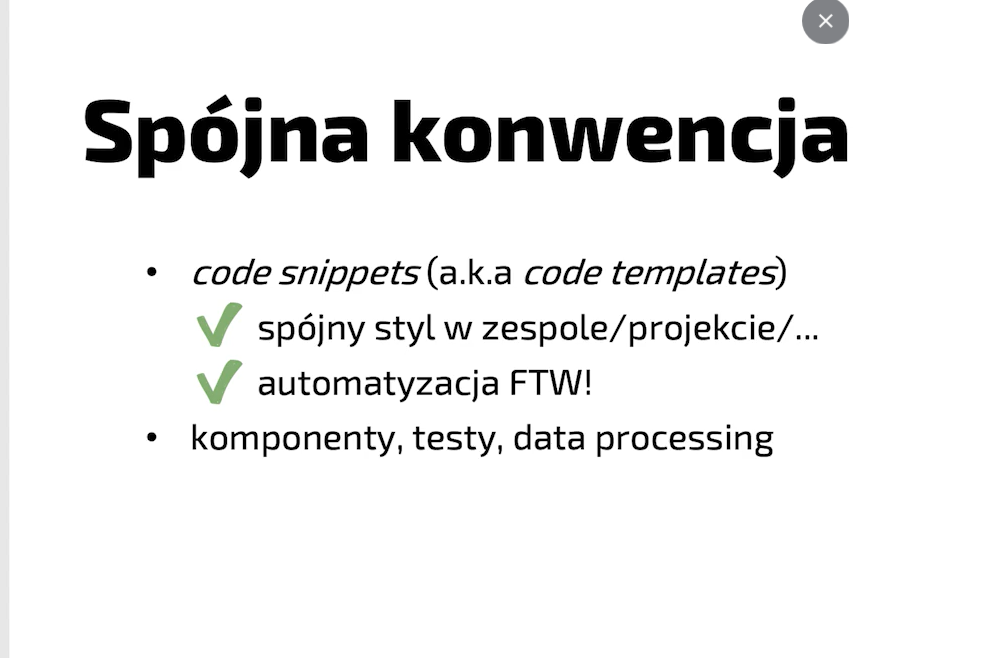 Spójna konwencja
• code snippets (a.k.a code templates)
✔ spójny styl w zespole/projekcie/...
✔ automatyzacja FTW!
• komponenty, testy, data processing